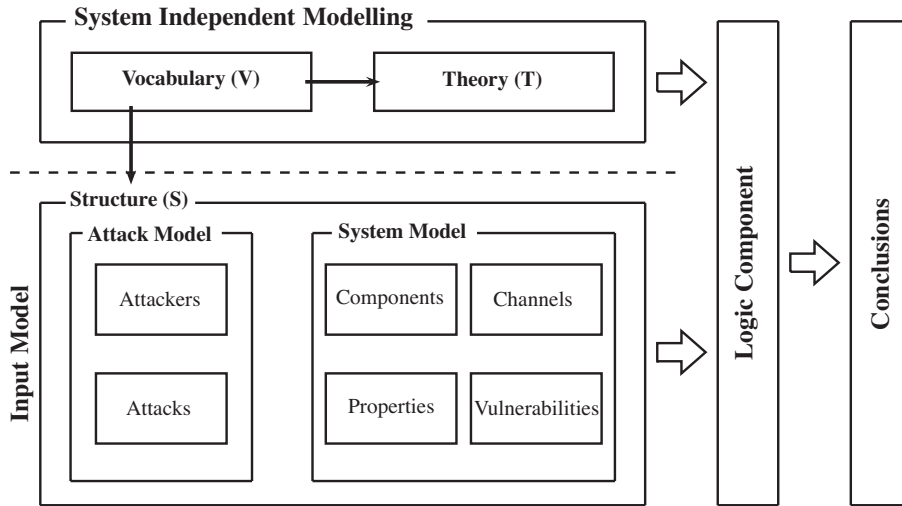 System Independent Modelling
Vocabulary (V)
Theory (T)
Structure (S)
Attack Model
System Model
Attackers
Components
Channels
Attacks
Properties
Vulnerabilities
Input Model
Logic Component
Conclusions